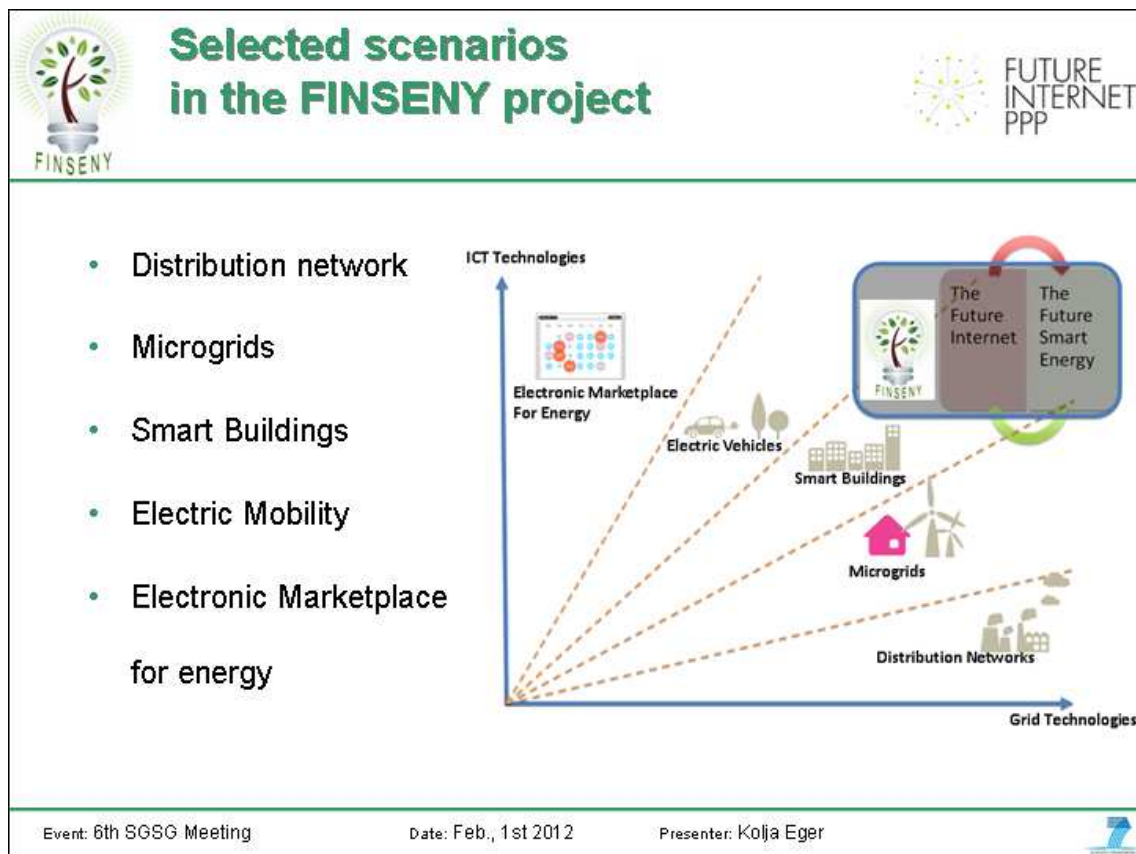 Selected scenarios
in the FINSENY project
FINSENY
FUTURE
INTERNET
PPP
• Distribution network
• Microgrids
• Smart Buildings
• Electric Mobility
• Electronic Marketplace
for energy
ICT Technologies
Electronic Marketplace
For Energy
Electric Vehicles
Smart Buildings
Microgrids
Distribution Networks
Grid Technologies
FINSENY
The
Future
Internet
The
Future
Smart
Energy
Event: 6th SGSG Meeting
Date: Feb., 1st 2012
Presenter: Kolja Eger